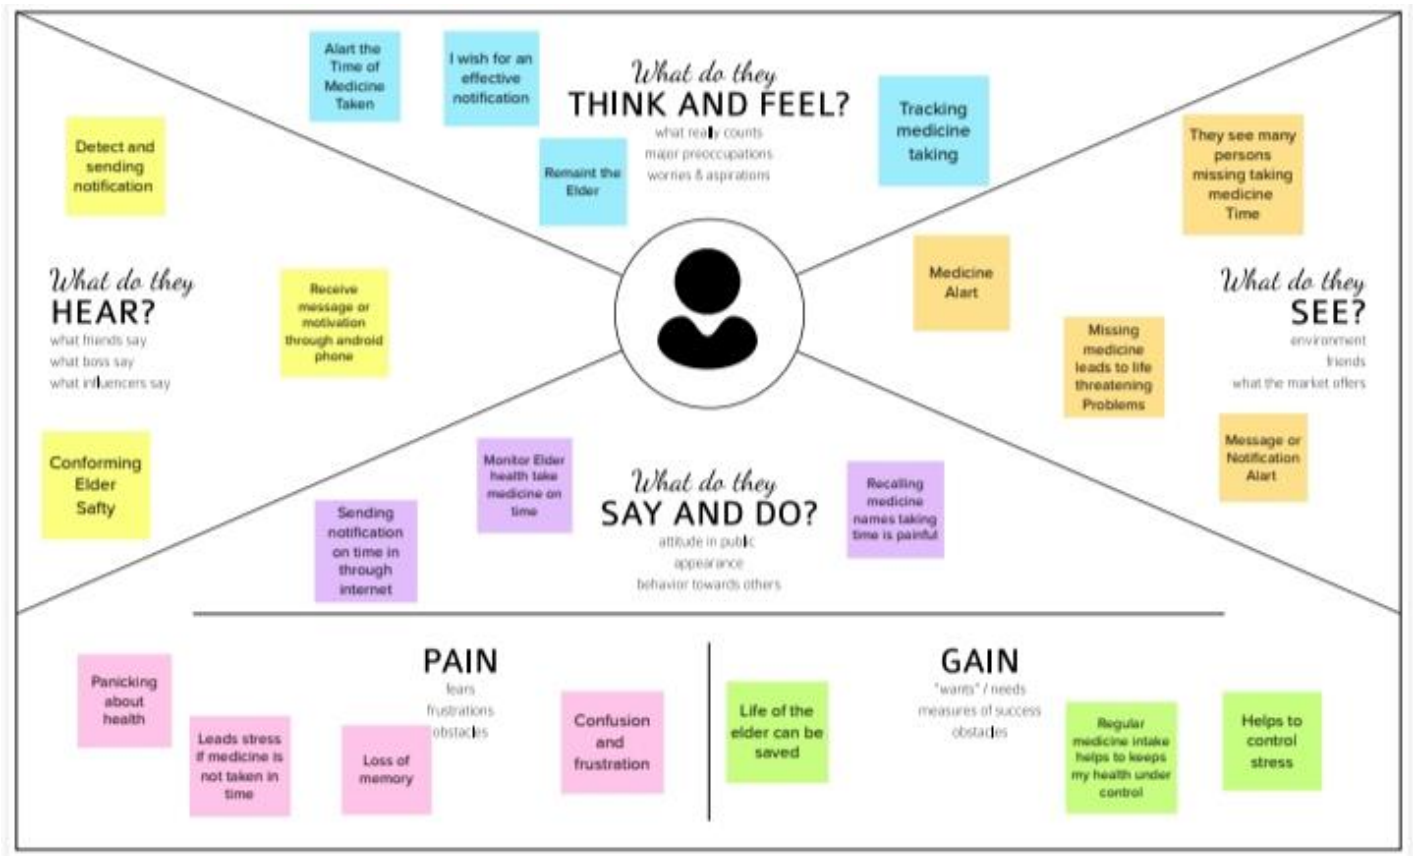 Alart the
Time of
Medicine
Taken
I wish for an
effective
notification
What do they
THINK AND FEEL?
what really counts
major preoccupations
worries & aspirations
Remaint the
Elder
Tracking
medicine
taking
Detect and
sending
notification
What do they
HEAR?
what friends say
what boss say
what influencers say
Receive
message or
motivation
through android
phone
Conforming
Elder
Safty
They see many
persons
missing taking
medicine
Time
Medicine
Alart
What do they
SEE?
environment
friends
what the market offers
Missing
medicine
leads to life
threatening
Problems
Message or
Notification
Alart
Monitor Elder
health take
medicine on
time
Sending
notification
on time in
through
internet
What do they
SAY AND DO?
attitude in public
appearance
behavior towards others
Recalling
medicine
names taking
time is painful
PAIN
fears
frustrations
obstacles
Panicking
about
health
Leads stress
if medicine is
not taken in
time
Loss of
memory
Confusion
and
frustration
GAIN
"wants" / needs
measures of success
obstacles
Life of the
elder can be
saved
Regular
medicine intake
helps to keeps
my health under
control
Helps to
control
stress